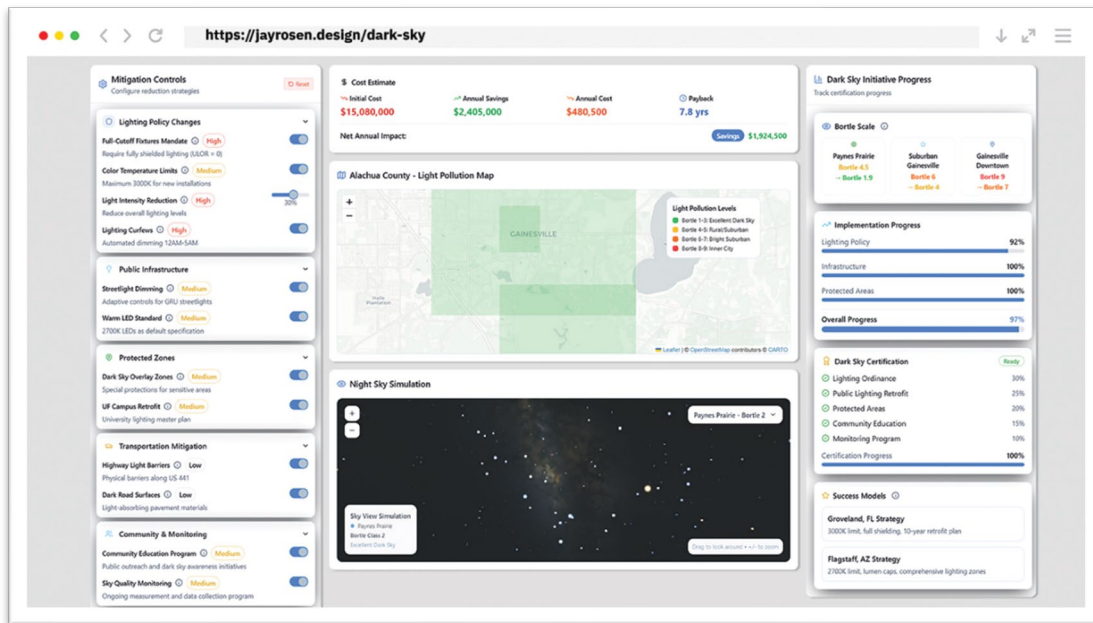 https://jayrosen.design/dark-sky
Mitigation Controls
Configure reduction strategies
Reset
Lighting Policy Changes
Full-Cutoff Fixtures Mandate High
Require fully shielded lighting (ULOR = 0)
Color Temperature Limits Medium
Maximum 3000K for new installations
Light Intensity Reduction High
30%
Reduce overall lighting levels
Lighting Curfews High
Automated dimming 12AM-5AM
Public Infrastructure
Streetlight Dimming Medium
Adaptive controls for GRU streetlights
Warm LED Standard Medium
2700K LEDs as default specification
Protected Zones
Dark Sky Overlay Zones Medium
Special protections for sensitive areas
UF Campus Retrofit Medium
University lighting master plan
Transportation Mitigation
Highway Light Barriers Low
Physical barriers along US 441
Dark Road Surfaces Low
Light-absorbing pavement materials
Community & Monitoring
Community Education Program Medium
Public outreach and dark sky awareness initiatives
Sky Quality Monitoring Medium
Ongoing measurement and data collection program
$ Cost Estimate
Initial Cost Annual Savings Annual Cost Payback
$15,080,000 $2,405,000 $480,500 7.8 yrs
Net Annual Impact: Savings $1,924,500
Alachua County - Light Pollution Map
+
−
GAINESVILLE
Haile
Plantation
Light Pollution Levels
Bortle 1-3: Excellent Dark Sky
Bortle 4-5: Rural/Suburban
Bortle 6-7: Bright Suburban
Bortle 8-9: Inner City
Leaflet | © OpenStreetMap contributors © CARTO
Night Sky Simulation
+
−
Paynes Prairie - Bortle 2
Sky View Simulation
Paynes Prairie
Bortle Class 2
Excellent Dark Sky
Drag to look around • +/- to zoom
Dark Sky Initiative Progress
Track certification progress
Bortle Scale
Paynes Prairie
Bortle 4.5
→ Bortle 1.9
Suburban
Gainesville
Bortle 6
→ Bortle 4
Gainesville
Downtown
Bortle 9
→ Bortle 7
Implementation Progress
Lighting Policy 92%
Infrastructure 100%
Protected Areas 100%
Overall Progress 97%
Dark Sky Certification Ready
Lighting Ordinance 30%
Public Lighting Retrofit 25%
Protected Areas 20%
Community Education 15%
Monitoring Program 10%
Certification Progress 100%
Success Models
Groveland, FL Strategy
3000K limit, full shielding, 10-year retrofit plan
Flagstaff, AZ Strategy
2700K limit, lumen caps, comprehensive lighting zones